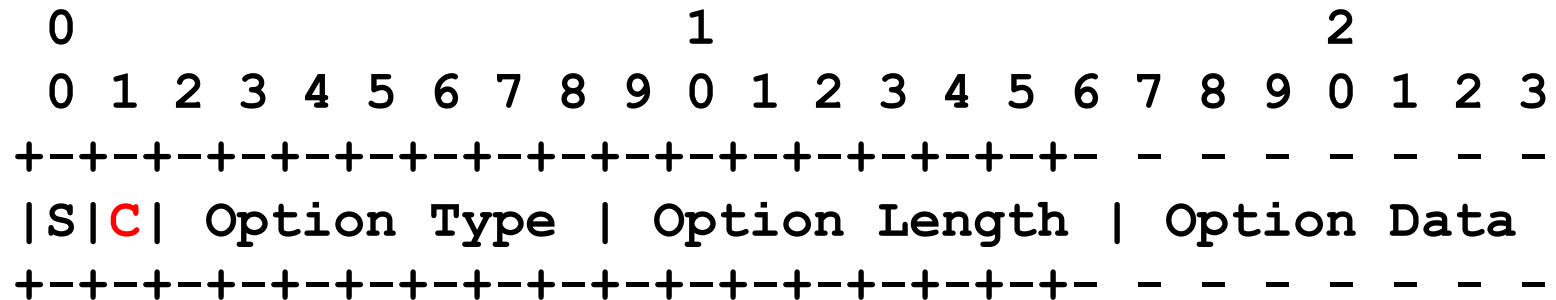 0                   1                   2
 0 1 2 3 4 5 6 7 8 9 0 1 2 3 4 5 6 7 8 9 0 1 2 3
+-+-+-+-+-+-+-+-+-+-+-+-+-+-+-+-+- - - - - - - -
|S|C| Option Type | Option Length | Option Data
+-+-+-+-+-+-+-+-+-+-+-+-+-+-+-+-+- - - - - - - -